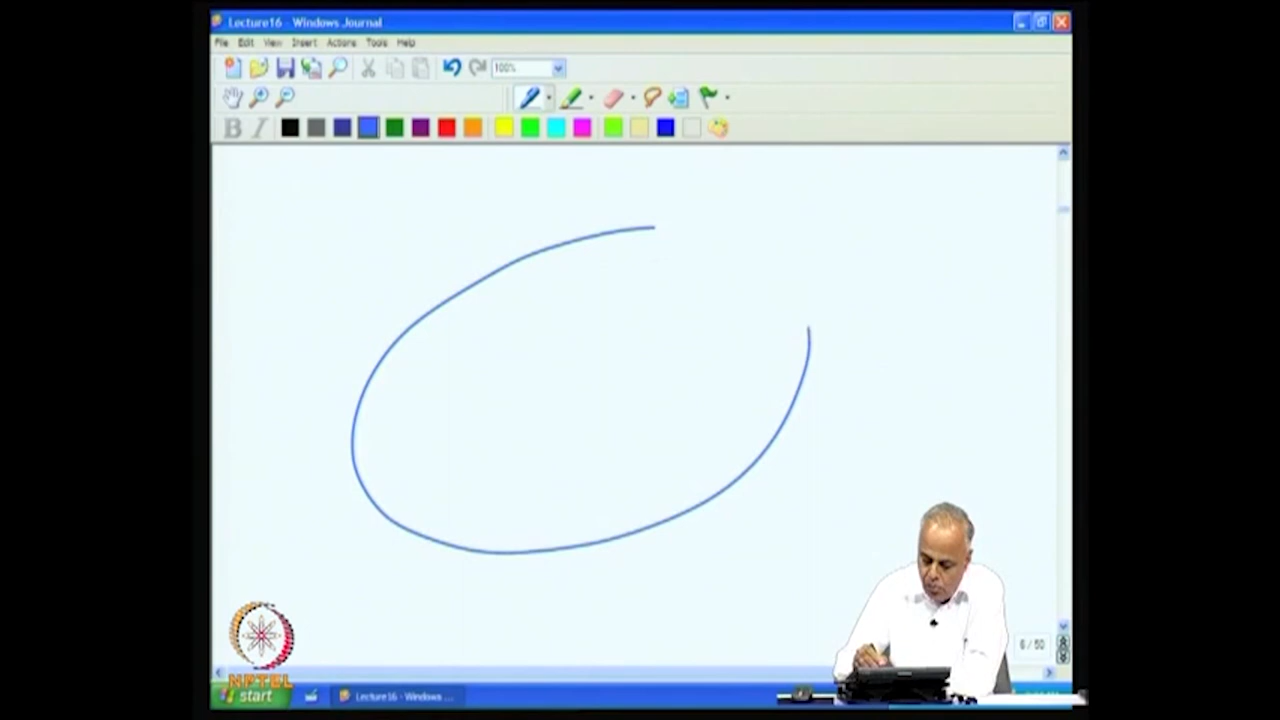 Lecture16 - Windows Journal
File Edit View Insert Actions Tools Help
100%
B I
6 / 50
NPTEL
start Lecture16 - Windows ...